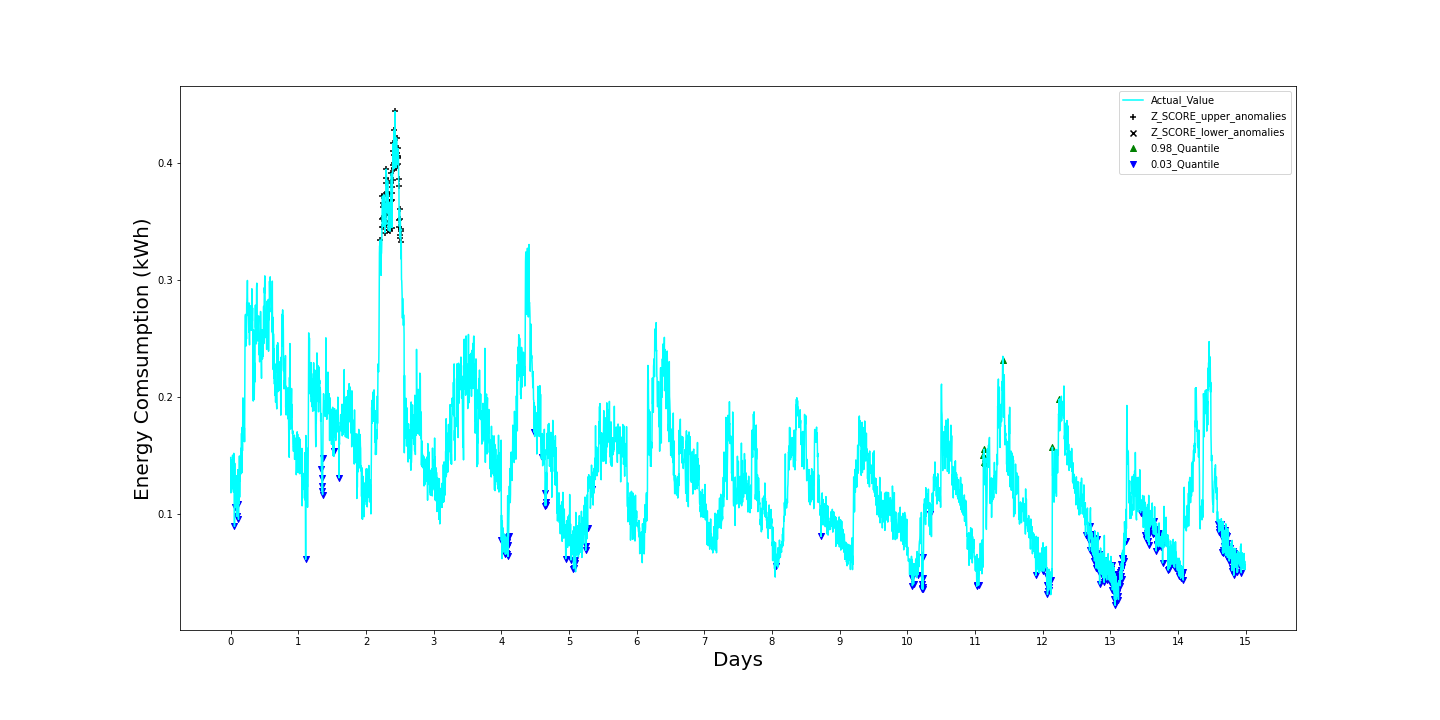 Actual_Value
Z_SCORE_upper_anomalies
Z_SCORE_lower_anomalies
0.98_Quantile
0.03_Quantile
0.4
0.3
0.2
0.1
Energy Comsumption (kWh)
0 1 2 3 4 5 6 7 8 9 10 11 12 13 14 15
Days